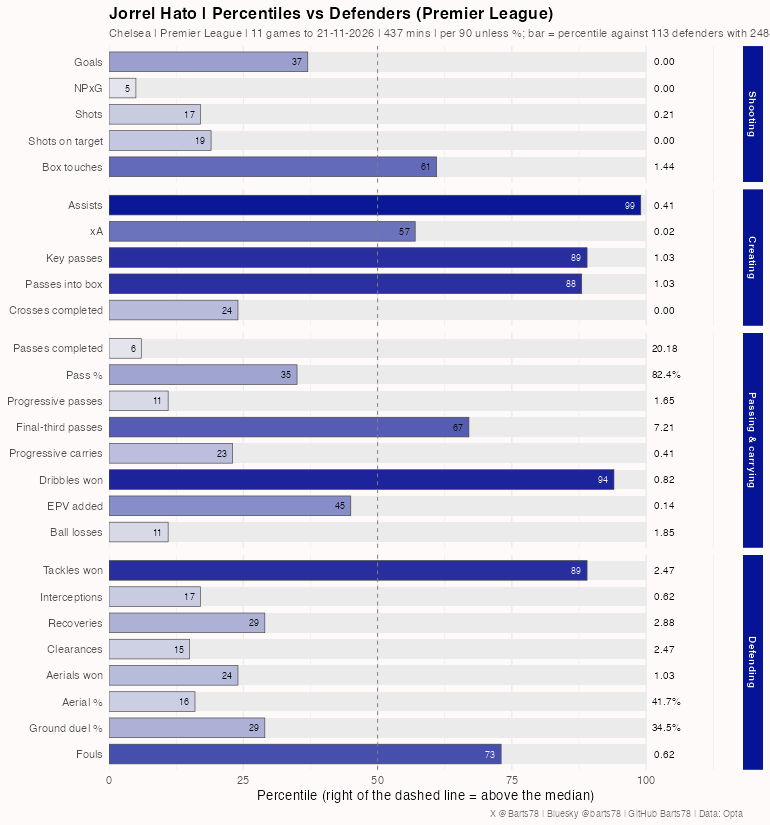 Jorrel Hato | Percentiles vs Defenders (Premier League)
Chelsea | Premier League | 11 games to 21-11-2026 | 437 mins | per 90 unless %; bar = percentile against 113 defenders with 248
Goals 37 0.00
NPxG 5 0.00
Shots 17 0.21
Shots on target 19 0.00
Box touches 61 1.44
Shooting
Assists 99 0.41
xA 57 0.02
Key passes 89 1.03
Passes into box 88 1.03
Crosses completed 24 0.00
Creating
Passes completed 6 20.18
Pass % 35 82.4%
Progressive passes 11 1.65
Final-third passes 67 7.21
Progressive carries 23 0.41
Dribbles won 94 0.82
EPV added 45 0.14
Ball losses 11 1.85
Passing & carrying
Tackles won 89 2.47
Interceptions 17 0.62
Recoveries 29 2.88
Clearances 15 2.47
Aerials won 24 1.03
Aerial % 16 41.7%
Ground duel % 29 34.5%
Fouls 73 0.62
Defending
0 25 50 75 100
Percentile (right of the dashed line = above the median)
X @Barts78 | Bluesky @barts78 | GitHub Barts78 | Data: Opta